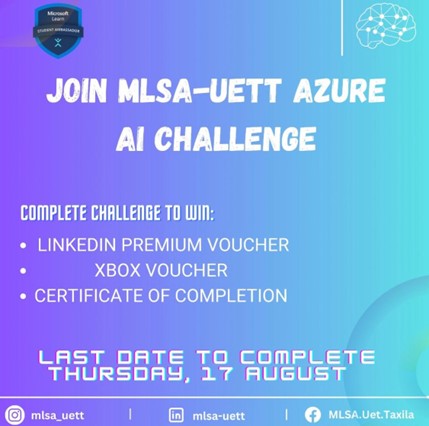 Microsoft
Learn
STUDENT AMBASSADOR
JOIN MLSA-UETT AZURE
AI CHALLENGE
COMPLETE CHALLENGE TO WIN:
• LINKEDIN PREMIUM VOUCHER
• XBOX VOUCHER
• CERTIFICATE OF COMPLETION
LAST DATE TO COMPLETE
THURSDAY, 17 AUGUST
mlsa_uett | mlsa-uett | MLSA.Uet.Taxila